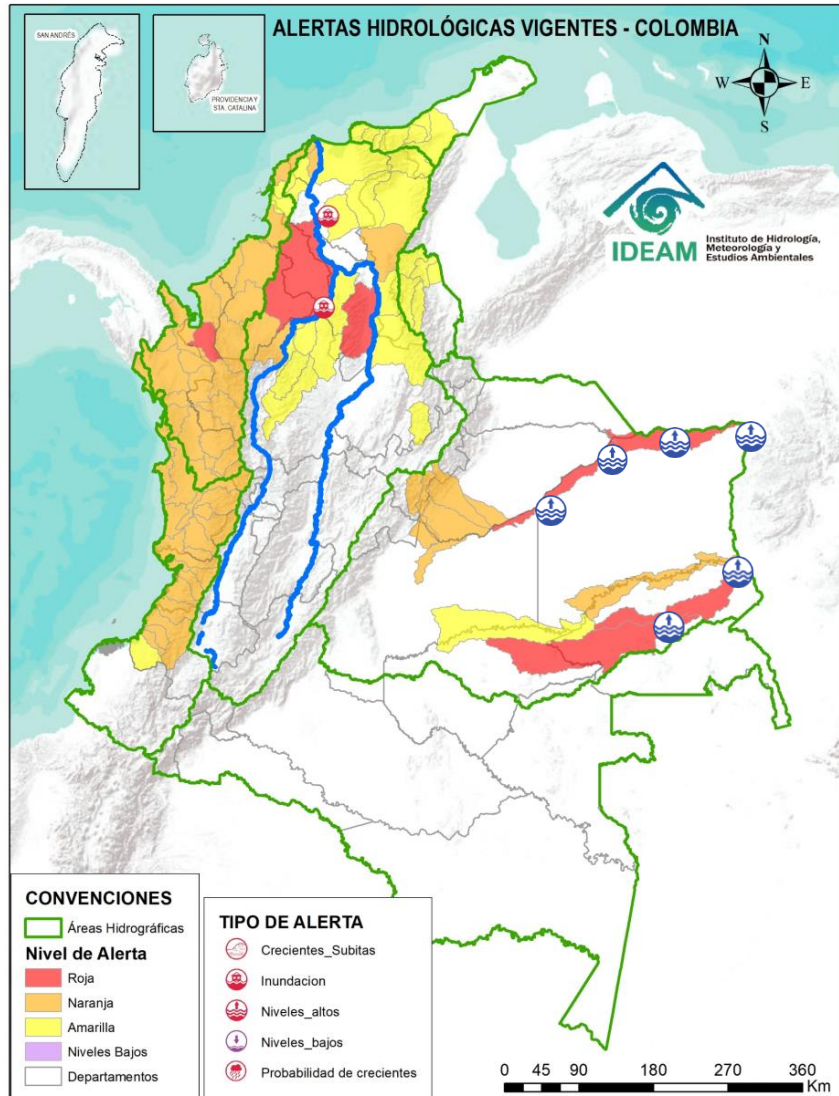 ALERTAS HIDROLÓGICAS VIGENTES - COLOMBIA
SAN ANDRÉS
PROVIDENCIA Y
STA. CATALINA
N
W
E
S
IDEAM
Instituto de Hidrología,
Meteorología y
Estudios Ambientales
CONVENCIONES
Áreas Hidrográficas
Nivel de Alerta
Roja
Naranja
Amarilla
Niveles Bajos
Departamentos
TIPO DE ALERTA
Crecientes_Subitas
Inundacion
Niveles_altos
Niveles_bajos
Probabilidad de crecientes
0 45 90 180 270 360
Km